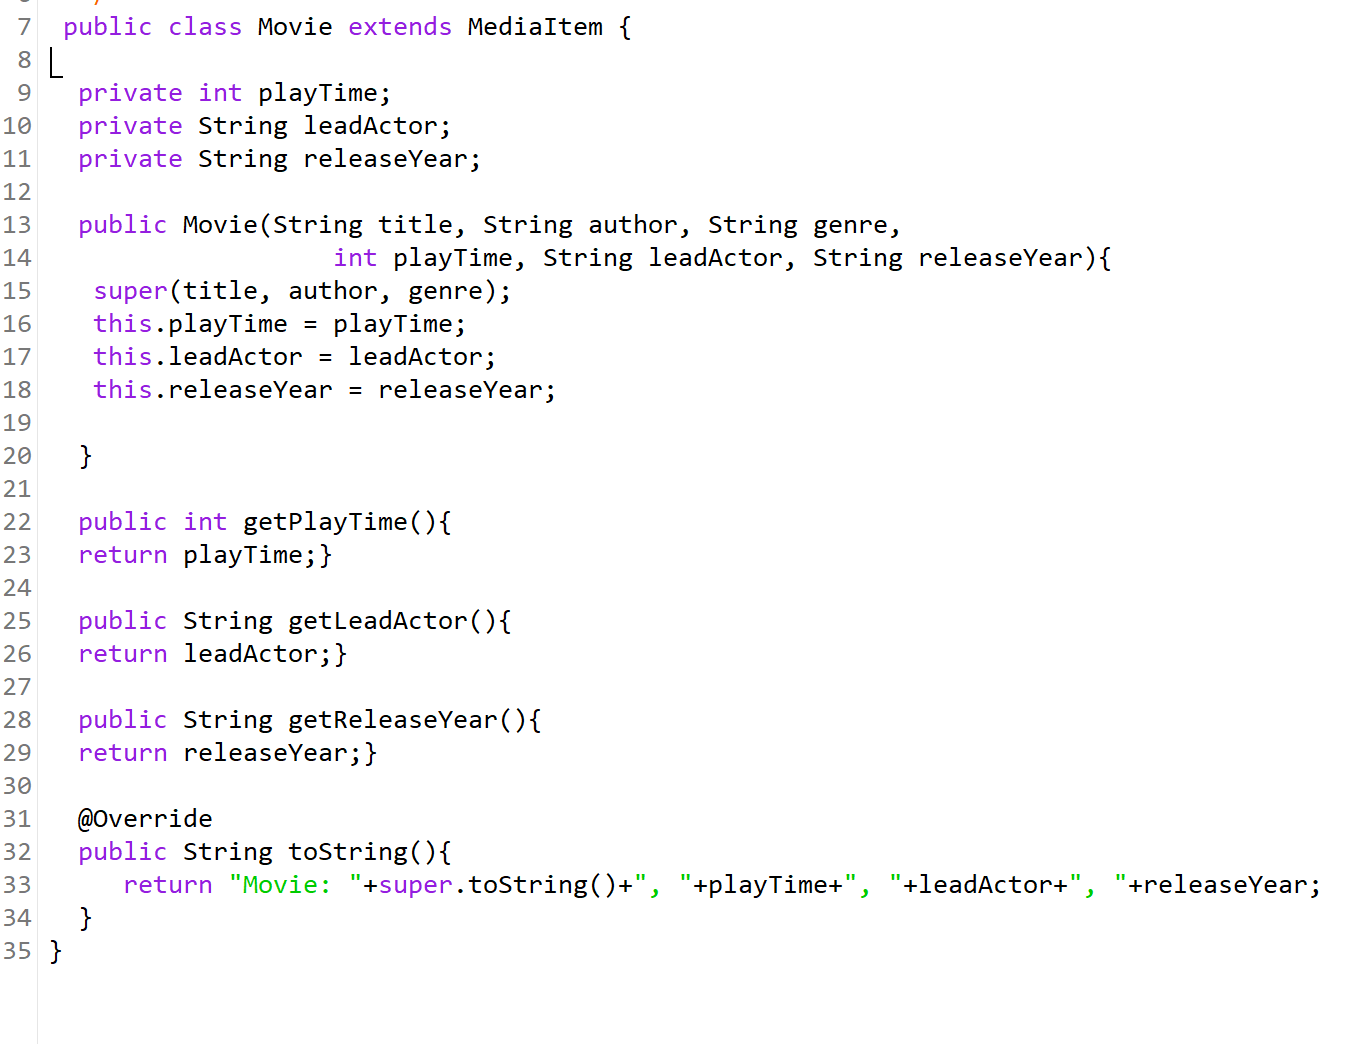 7 public class Movie extends MediaItem {
8
9 private int playTime;
10 private String leadActor;
11 private String releaseYear;
12
13 public Movie(String title, String author, String genre,
14 int playTime, String leadActor, String releaseYear){
15 super(title, author, genre);
16 this.playTime = playTime;
17 this.leadActor = leadActor;
18 this.releaseYear = releaseYear;
19
20 }
21
22 public int getPlayTime(){
23 return playTime;}
24
25 public String getLeadActor(){
26 return leadActor;}
27
28 public String getReleaseYear(){
29 return releaseYear;}
30
31 @Override
32 public String toString(){
33 return "Movie: "+super.toString()+", "+playTime+", "+leadActor+", "+releaseYear;
34 }
35 }